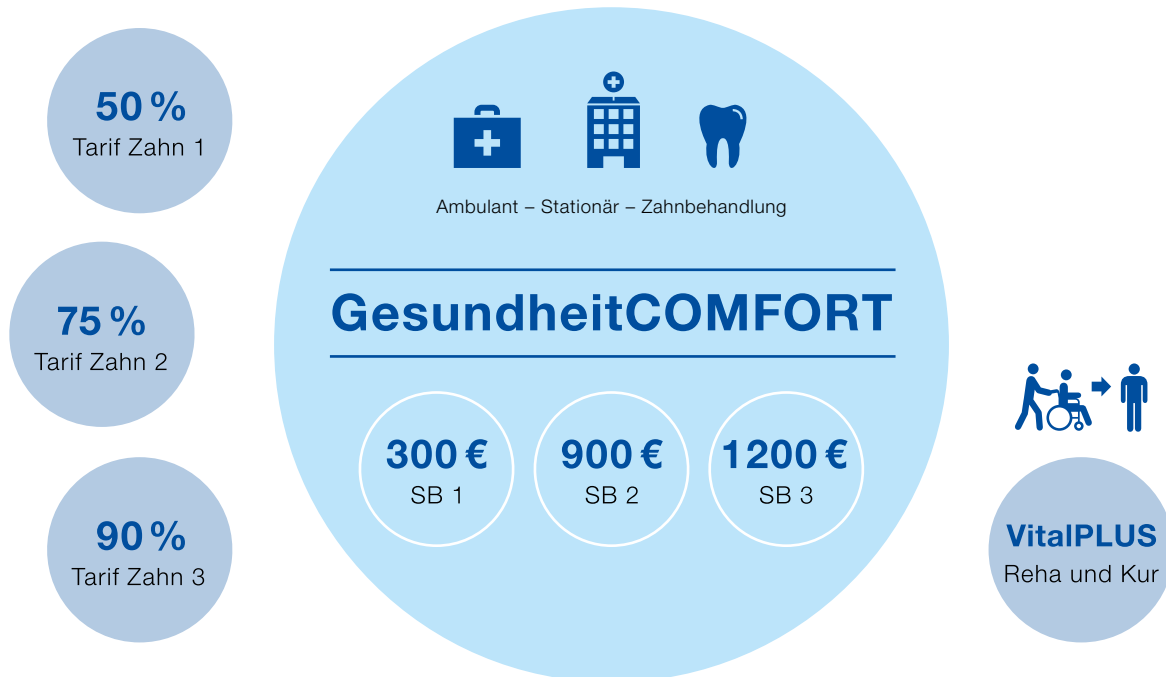 50 %
Tarif Zahn 1
75 %
Tarif Zahn 2
90 %
Tarif Zahn 3
Ambulant – Stationär – Zahnbehandlung
GesundheitCOMFORT
300 €
SB 1
900 €
SB 2
1200 €
SB 3
VitalPLUS
Reha und Kur